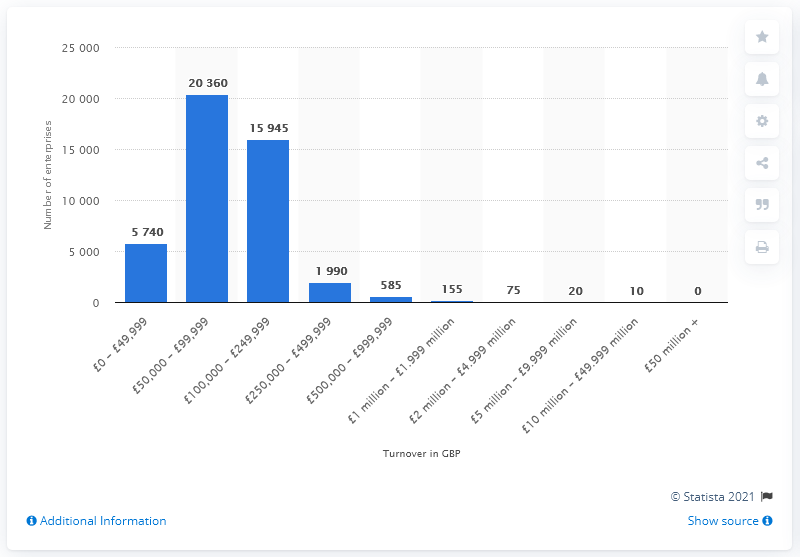 25 000
20 000
15 000
10 000
5 000
0
Number of enterprises
5 740
20 360
15 945
1 990
585
155
75
20
10
0
£0 – £49,999
£50,000 – £99,999
£100,000 – £249,999
£250,000 – £499,999
£500,000 – £999,999
£1 million – £1.999 million
£2 million – £4.999 million
£5 million – £9.999 million
£10 million – £49.999 million
£50 million +
Turnover in GBP
© Statista 2021
Additional Information
Show source